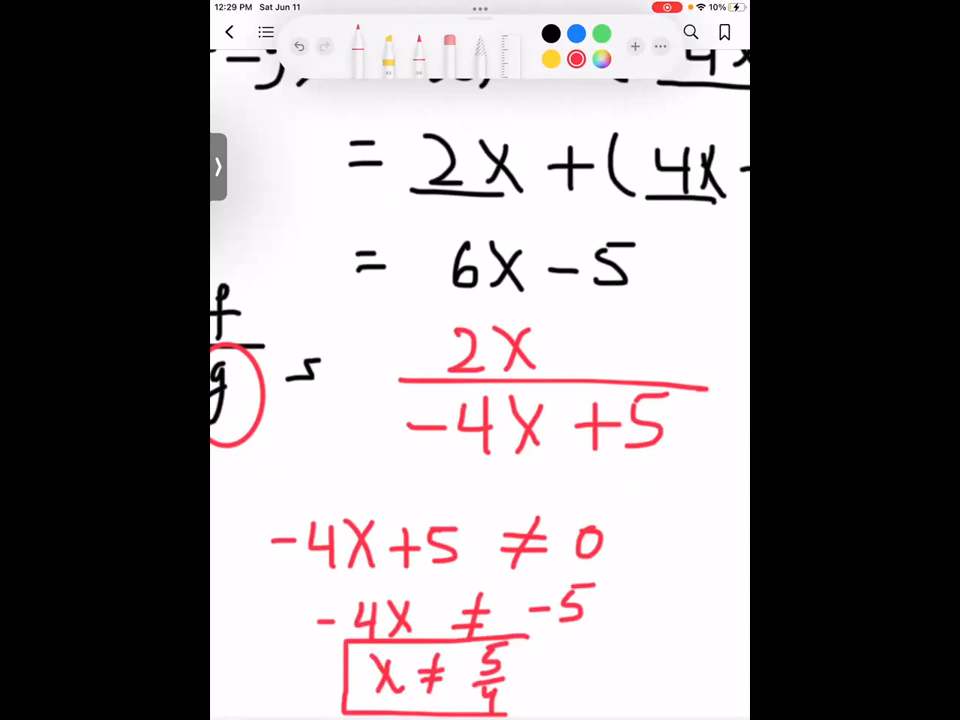 12:29 PM Sat Jun 11
10%
= 2x + ( 4x -
= 6x - 5
f
g
= 2x
-4x + 5
-4x + 5 ≠ 0
-4x ≠ -5
x ≠ 5/4